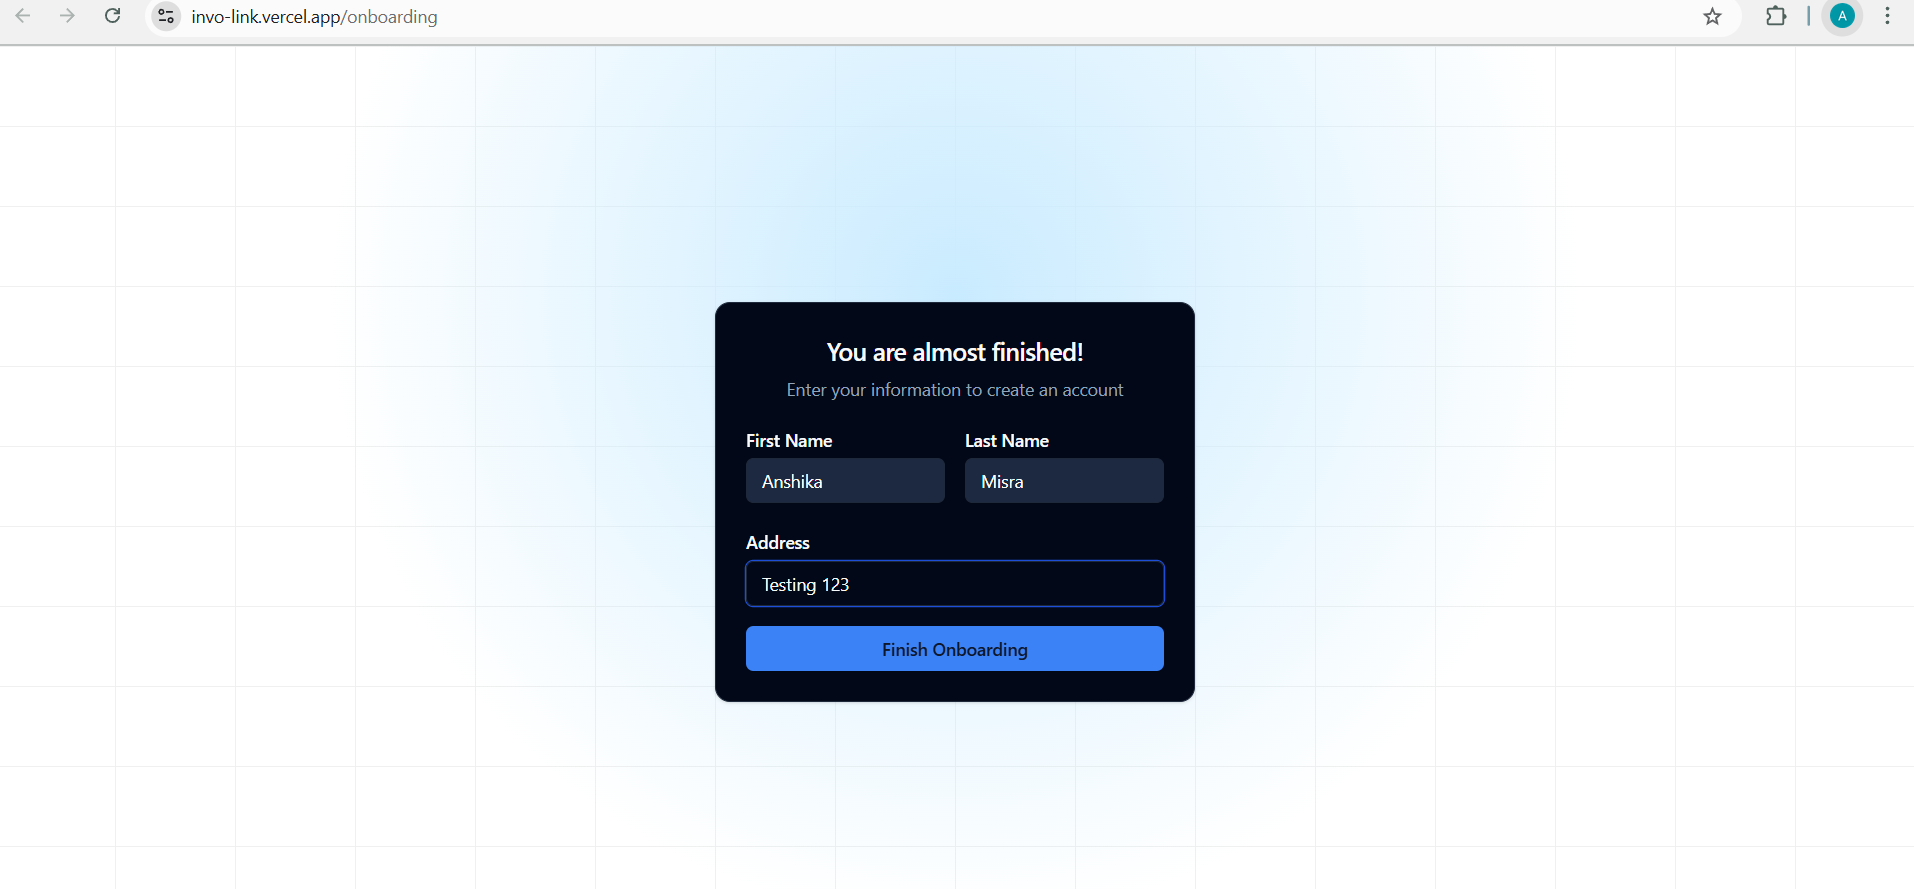 invo-link.vercel.app/onboarding
A
You are almost finished!
Enter your information to create an account
First Name Last Name
Anshika Misra
Address
Testing 123
Finish Onboarding